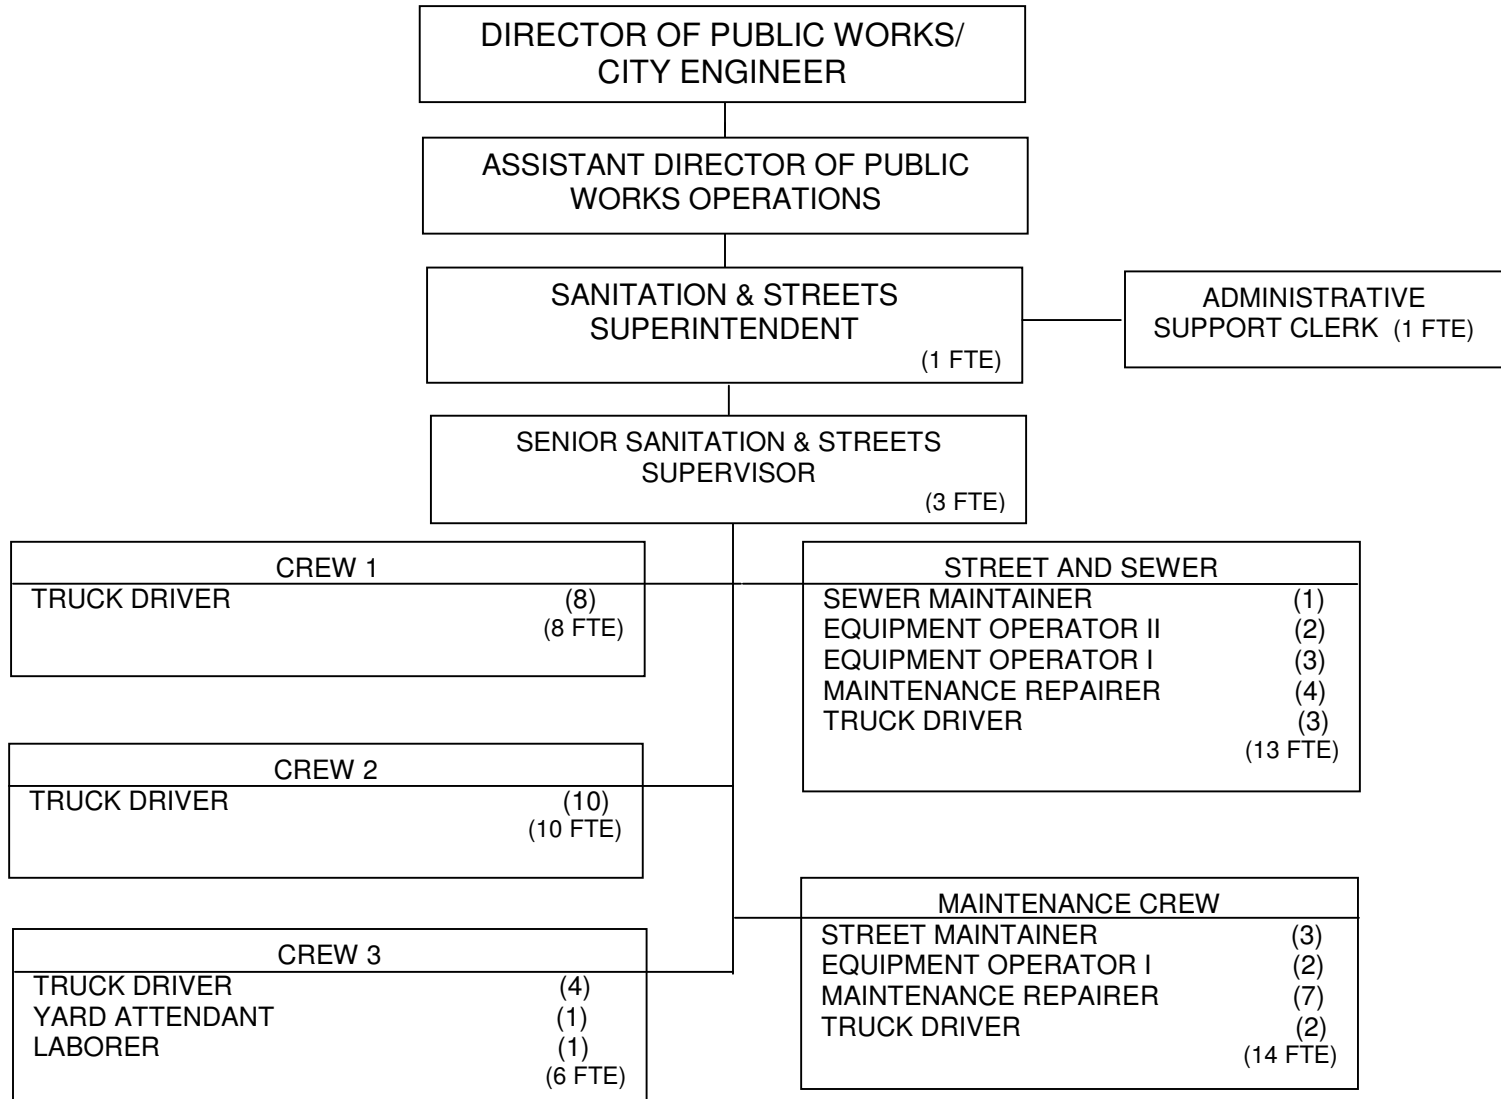 DIRECTOR OF PUBLIC WORKS/
CITY ENGINEER
ASSISTANT DIRECTOR OF PUBLIC
WORKS OPERATIONS
SANITATION & STREETS
SUPERINTENDENT
(1 FTE)
ADMINISTRATIVE
SUPPORT CLERK (1 FTE)
SENIOR SANITATION & STREETS
SUPERVISOR
(3 FTE)
CREW 1
TRUCK DRIVER (8)
(8 FTE)
STREET AND SEWER
SEWER MAINTAINER (1)
EQUIPMENT OPERATOR II (2)
EQUIPMENT OPERATOR I (3)
MAINTENANCE REPAIRER (4)
TRUCK DRIVER (3)
(13 FTE)
CREW 2
TRUCK DRIVER (10)
(10 FTE)
MAINTENANCE CREW
STREET MAINTAINER (3)
EQUIPMENT OPERATOR I (2)
MAINTENANCE REPAIRER (7)
TRUCK DRIVER (2)
(14 FTE)
CREW 3
TRUCK DRIVER (4)
YARD ATTENDANT (1)
LABORER (1)
(6 FTE)